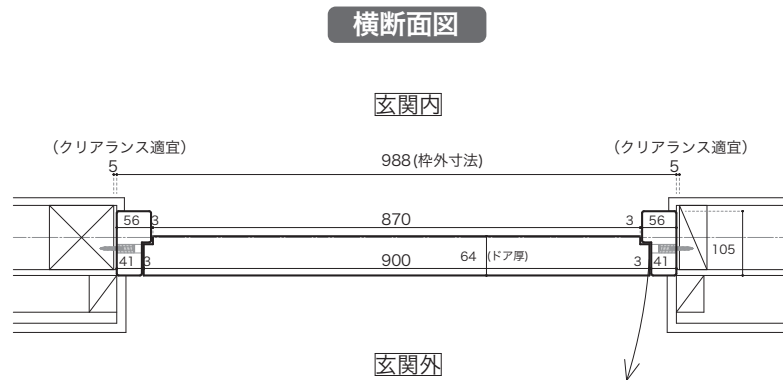 横断面図
玄関内
(クリアランス適宜)
988(枠外寸法)
(クリアランス適宜)
5
5
56
3
870
3
56
105
41
3
900
64
(ドア厚)
3
41
玄関外